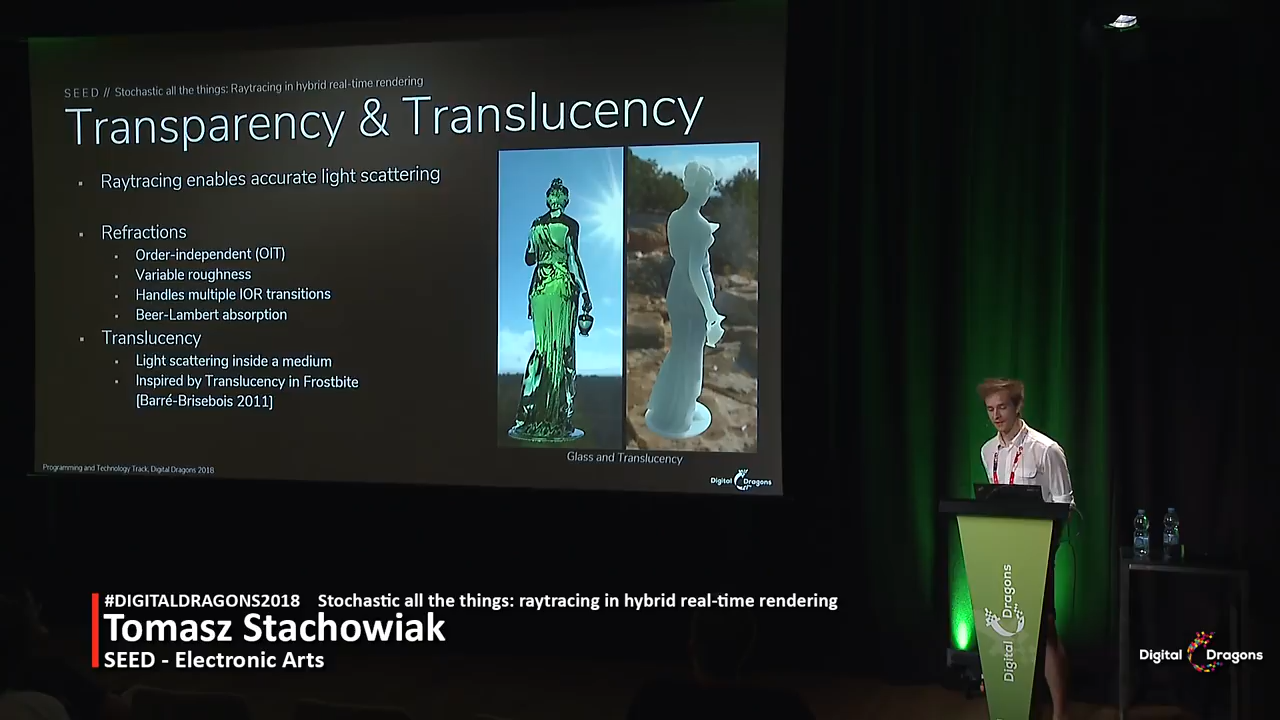 SEED // Stochastic all the things: Raytracing in hybrid real-time rendering
Transparency & Translucency
Raytracing enables accurate light scattering
Refractions
Order-independent (OIT)
Variable roughness
Handles multiple IOR transitions
Beer-Lambert absorption
Translucency
Light scattering inside a medium
Inspired by Translucency in Frostbite
[Barré-Brisebois 2011]
Glass and Translucency
Programming and Technology Track, Digital Dragons 2018
Digital Dragons
#DIGITALDRAGONS2018 Stochastic all the things: raytracing in hybrid real-time rendering
Tomasz Stachowiak
SEED - Electronic Arts
Digital Dragons
Digital Dragons